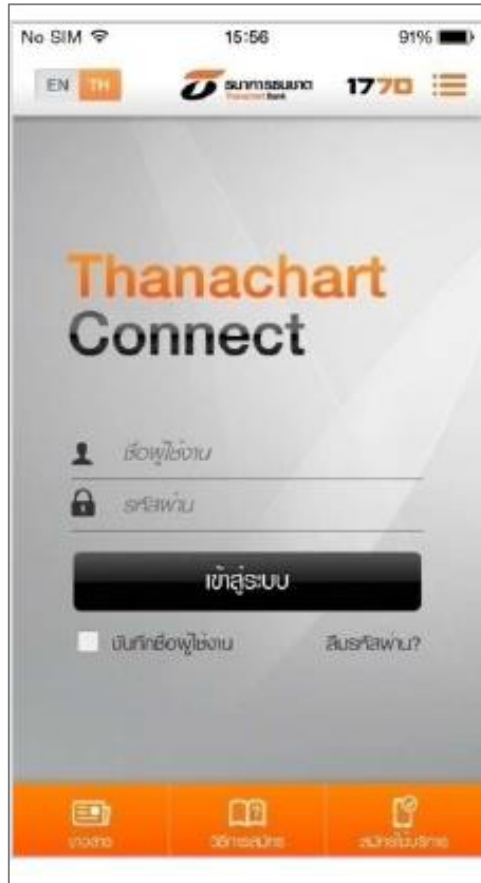 No SIM 15:56 91%
EN TH ธนาคารธนชาต Thanachart Bank 1770
Thanachart
Connect
ชื่อผู้ใช้งาน
รหัสผ่าน
เข้าสู่ระบบ
บันทึกชื่อผู้ใช้งาน ลืมรหัสผ่าน?
ข่าวสาร วิธีการสมัคร สมัครใช้บริการ